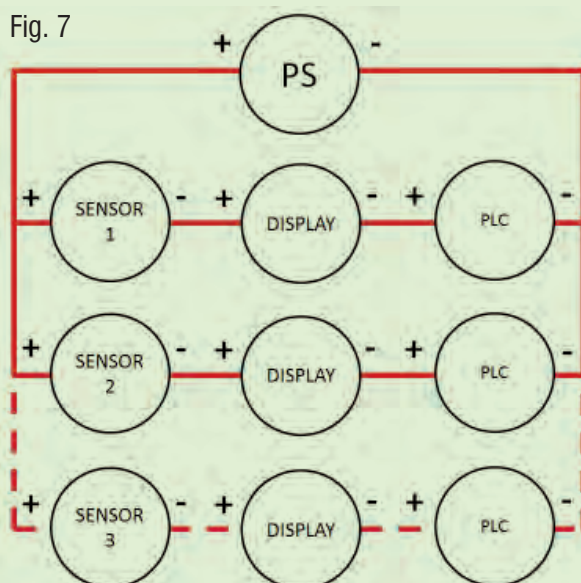 Fig. 7
+ PS -
+ SENSOR 1 - + DISPLAY - + PLC -
+ SENSOR 2 - + DISPLAY - + PLC -
+ SENSOR 3 - + DISPLAY - + PLC -